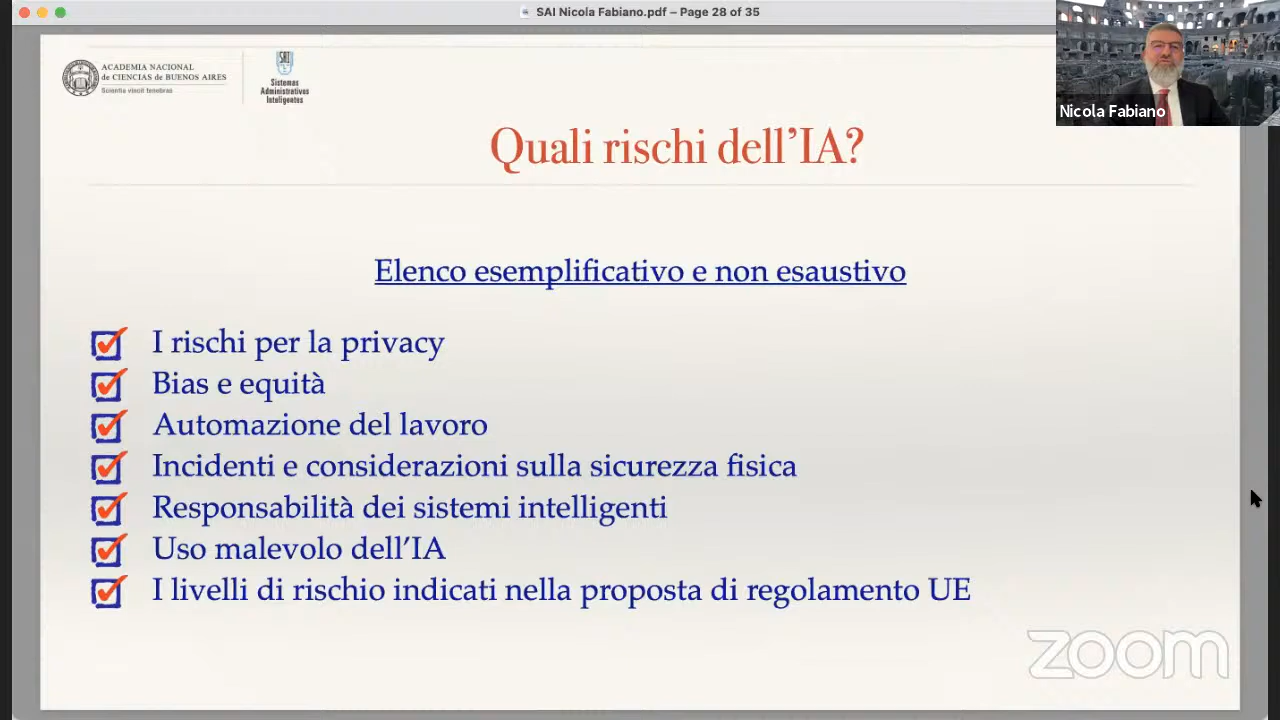 SAI Nicola Fabiano.pdf – Page 28 of 35
ACADEMIA NACIONAL
de CIENCIAS de BUENOS AIRES
Scientia vincit tenebras
SAI
Sistemas
Administrativos
Inteligentes
Nicola Fabiano
Quali rischi dell’IA?
Elenco esemplificativo e non esaustivo
I rischi per la privacy
Bias e equità
Automazione del lavoro
Incidenti e considerazioni sulla sicurezza fisica
Responsabilità dei sistemi intelligenti
Uso malevolo dell’IA
I livelli di rischio indicati nella proposta di regolamento UE
zoom